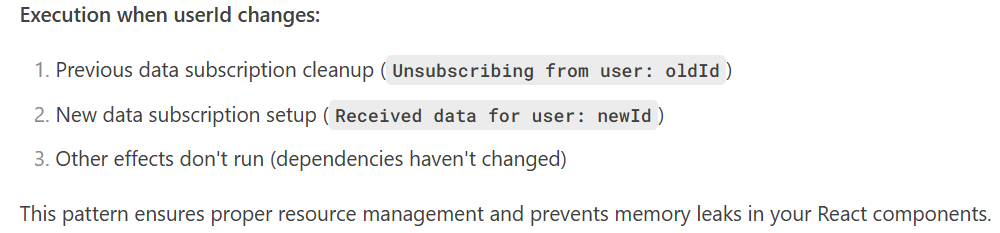 Execution when userId changes:
1. Previous data subscription cleanup (Unsubscribing from user: oldId)
2. New data subscription setup (Received data for user: newId)
3. Other effects don't run (dependencies haven't changed)
This pattern ensures proper resource management and prevents memory leaks in your React components.